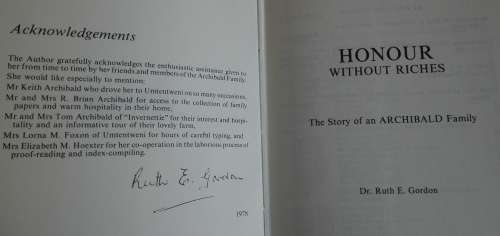 Acknowledgements
The Author gratefully acknowledges the enthusiastic assistance given to
her from time to time by her friends and members of the Archibald Family.
She would like especially to mention:
Mr Keith Archibald who drove her to Umtentweni on so many occasions,
Mr and Mrs R. Brian Archibald for access to the collection of family
papers and warm hospitality in their home,
Mr and Mrs Tom Archibald of "Invernettie" for their interest and hospi-
tality and an informative tour of their lovely farm,
Mrs Lorna M. Foxon of Umtentweni for hours of careful typing, and
Mrs Elizabeth M. Hoexter for her co-operation in the laborious process of
proof-reading and index-compiling.
Ruth E. Gordon
1978
HONOUR
WITHOUT RICHES
The Story of an ARCHIBALD Family
Dr. Ruth E. Gordon